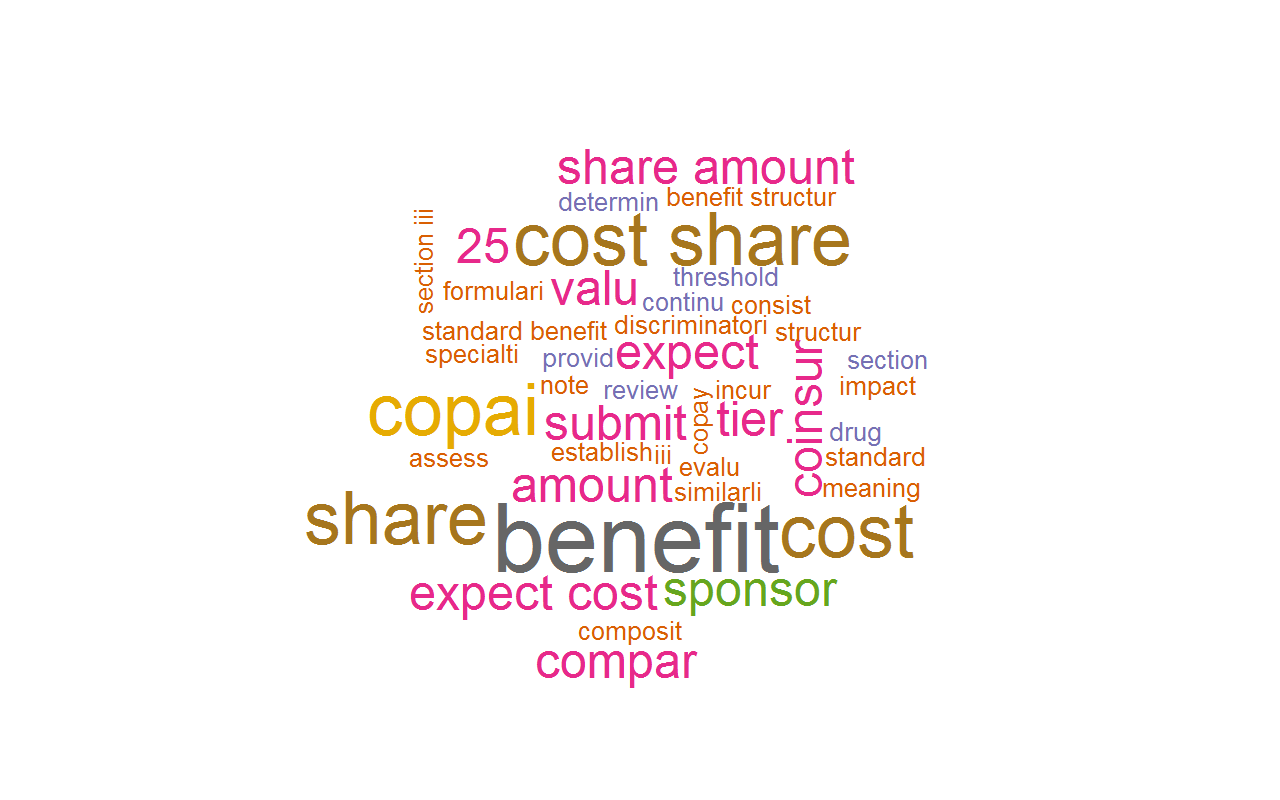 share amount
determin
benefit structur
section iii
25
cost share
threshold
formulari
valu
continu
consist
standard benefit
discriminatori
structur
specialti
provid
expect
coinsur
section
note
review
copay
incur
impact
copai
submit
tier
drug
assess
establish
iii
evalu
standard
amount
similarli
meaning
share
benefit
cost
expect cost
sponsor
composit
compar